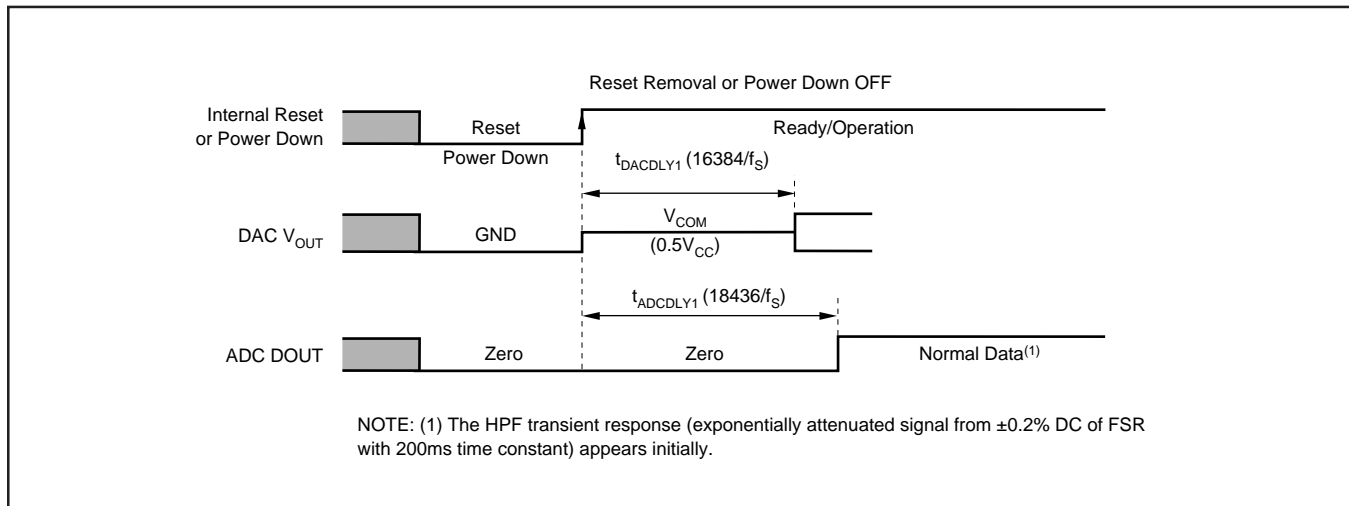 Reset Removal or Power Down OFF
Internal Reset
or Power Down
Reset
Power Down
Ready/Operation
tDACDLY1 (16384/fS)
DAC VOUT
GND
VCOM
(0.5VCC)
tADCDLY1 (18436/fS)
ADC DOUT
Zero
Zero
Normal Data(1)
NOTE: (1) The HPF transient response (exponentially attenuated signal from ±0.2% DC of FSR
with 200ms time constant) appears initially.